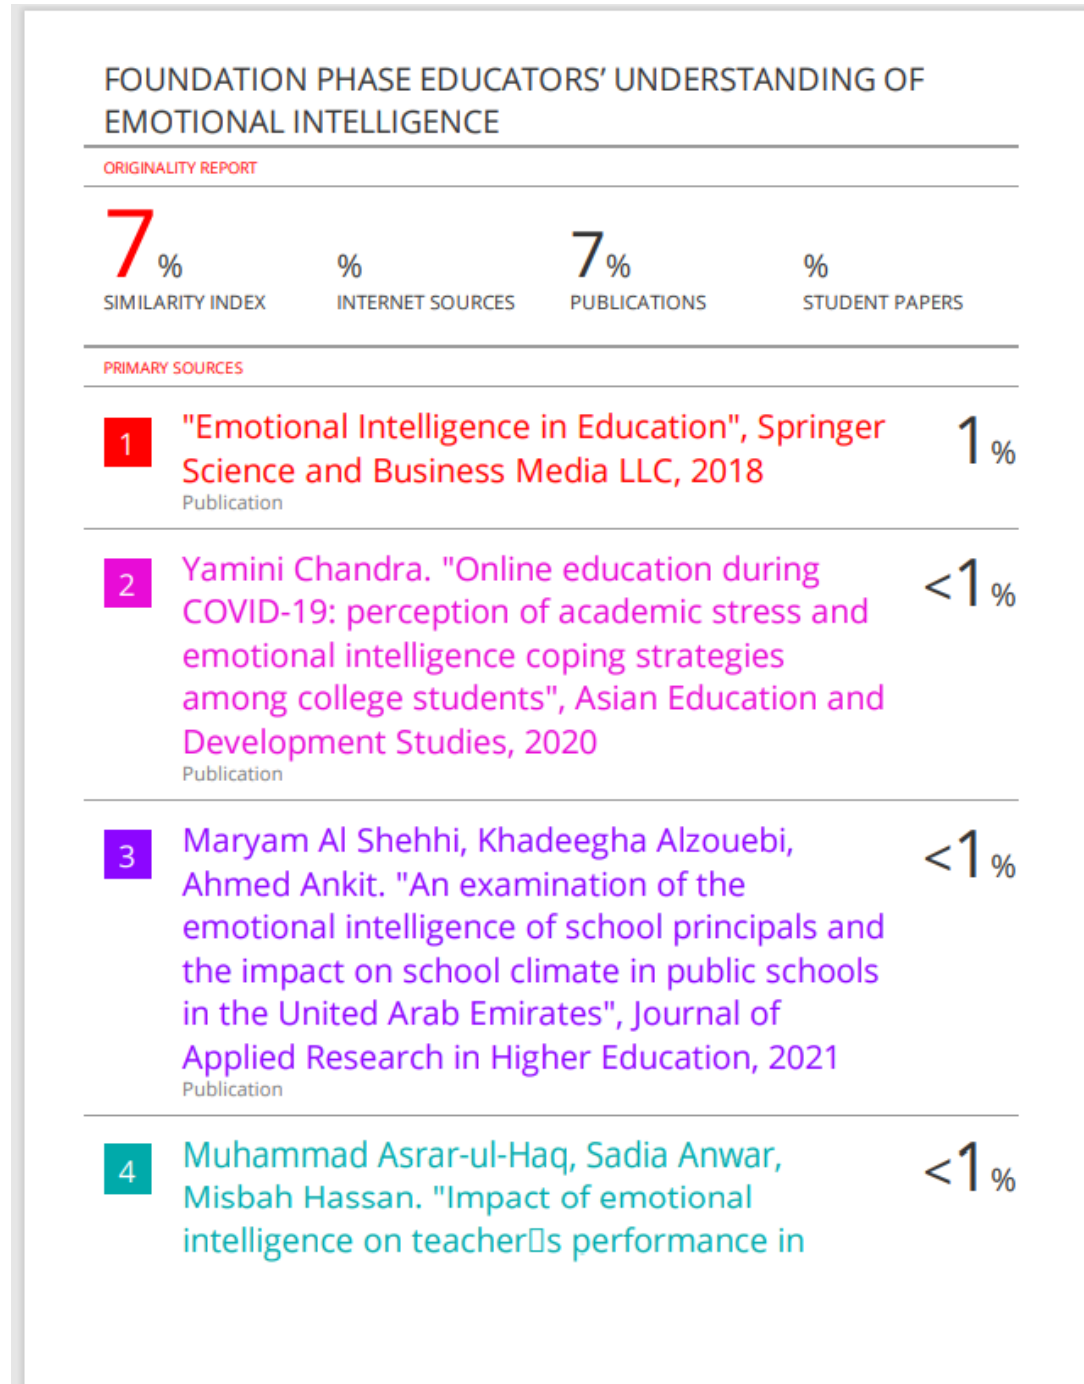 FOUNDATION PHASE EDUCATORS’ UNDERSTANDING OF
EMOTIONAL INTELLIGENCE
ORIGINALITY REPORT
7% % 7% %
SIMILARITY INDEX INTERNET SOURCES PUBLICATIONS STUDENT PAPERS
PRIMARY SOURCES
1 "Emotional Intelligence in Education", Springer 1%
Science and Business Media LLC, 2018
Publication
2 Yamini Chandra. "Online education during <1%
COVID-19: perception of academic stress and
emotional intelligence coping strategies
among college students", Asian Education and
Development Studies, 2020
Publication
3 Maryam Al Shehhi, Khadeegha Alzouebi, <1%
Ahmed Ankit. "An examination of the
emotional intelligence of school principals and
the impact on school climate in public schools
in the United Arab Emirates", Journal of
Applied Research in Higher Education, 2021
Publication
4 Muhammad Asrar-ul-Haq, Sadia Anwar, <1%
Misbah Hassan. "Impact of emotional
intelligence on teacher▯s performance in